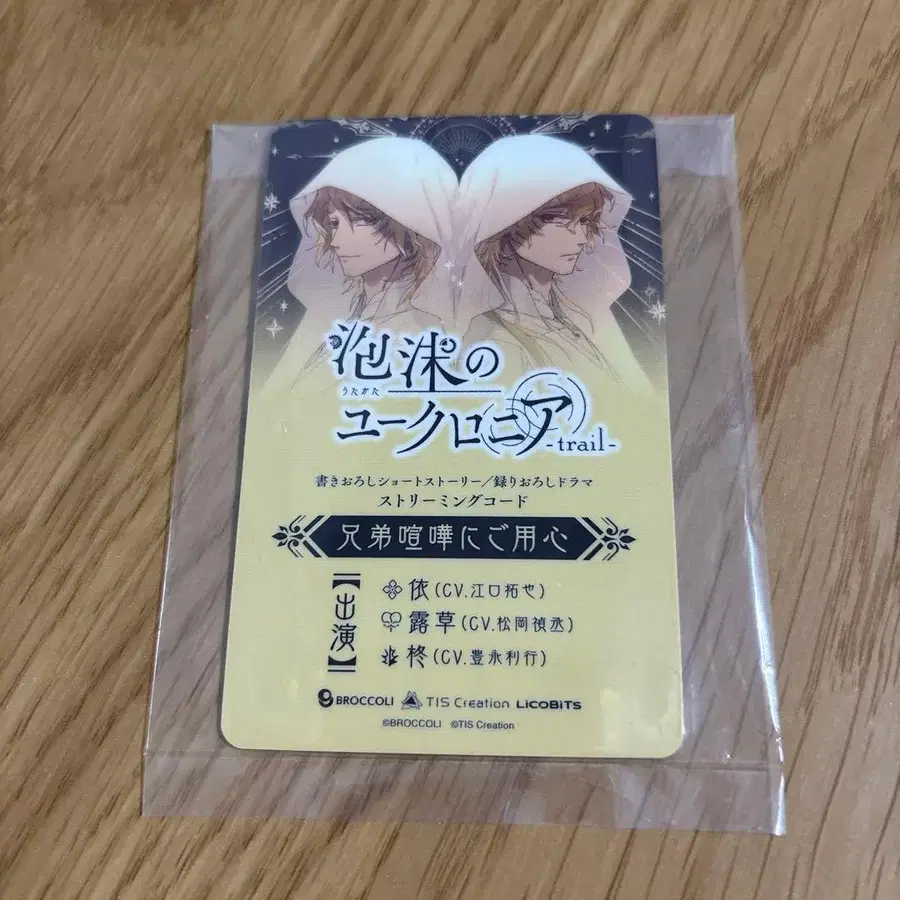 泡沫の
うたかた
ユークロニア
-trail-
書きおろしショートストーリー/録りおろしドラマ
ストリーミングコード
兄弟喧嘩にご用心
【出演】
依(CV.江口拓也)
露草(CV.松岡禎丞)
柊(CV.豊永利行)
BROCCOLI TIS Creation LicoBiTs
©BROCCOLI ©TIS Creation